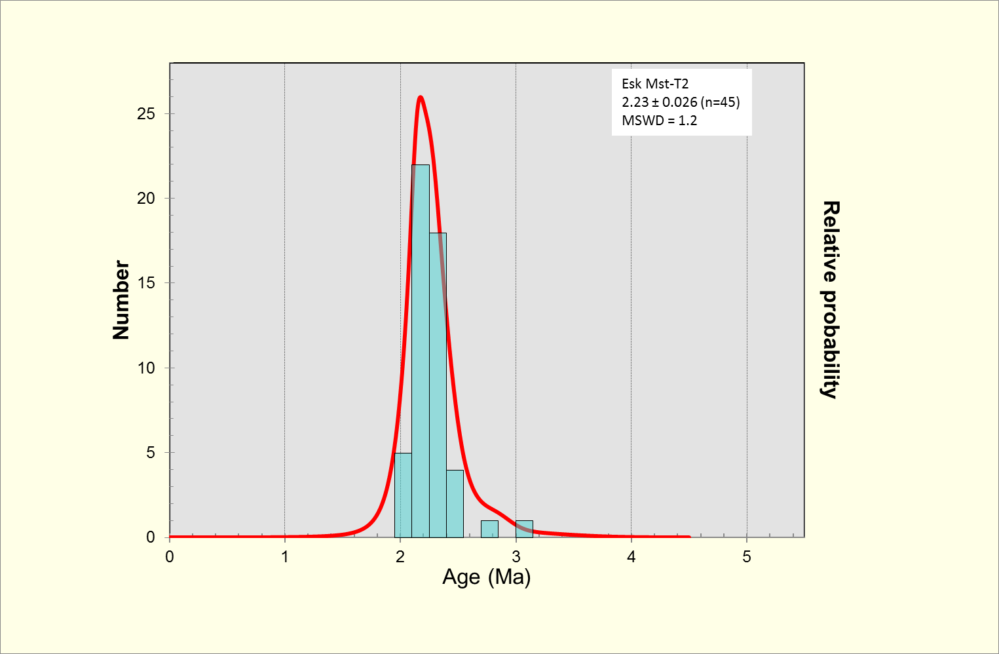 Esk Mst-T2
2.23 ± 0.026 (n=45)
MSWD = 1.2
25
20
15
10
5
0
Number
Relative probability
0 1 2 3 4 5
Age (Ma)